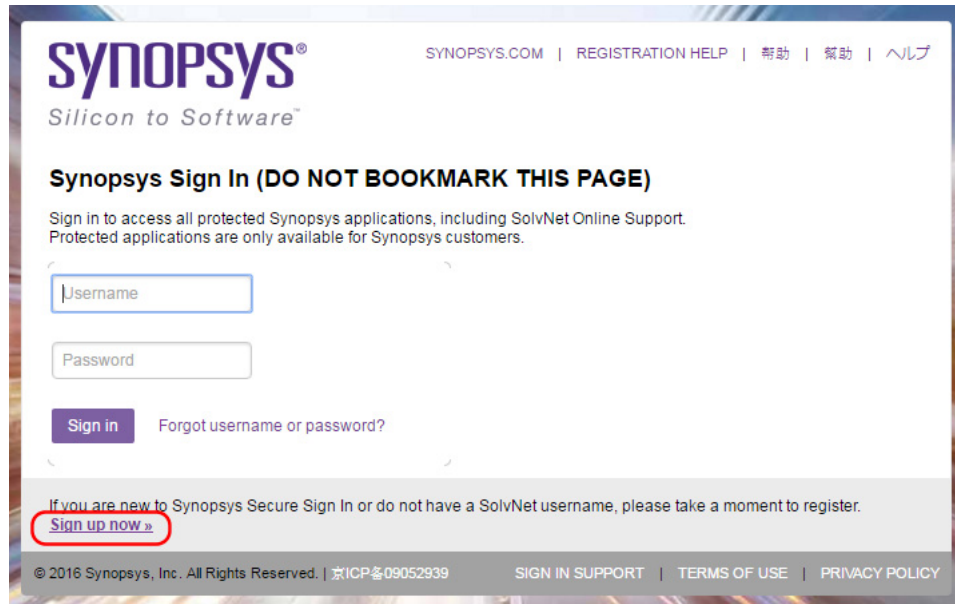 SYNOPSYS®
SYNOPSYS.COM | REGISTRATION HELP | 帮助 | 幫助 | ヘルプ
Silicon to Software™
Synopsys Sign In (DO NOT BOOKMARK THIS PAGE)
Sign in to access all protected Synopsys applications, including SolvNet Online Support.
Protected applications are only available for Synopsys customers.
Username
Password
Sign in Forgot username or password?
If you are new to Synopsys Secure Sign In or do not have a SolvNet username, please take a moment to register.
Sign up now »
© 2016 Synopsys, Inc. All Rights Reserved. | 京ICP备09052939 SIGN IN SUPPORT | TERMS OF USE | PRIVACY POLICY